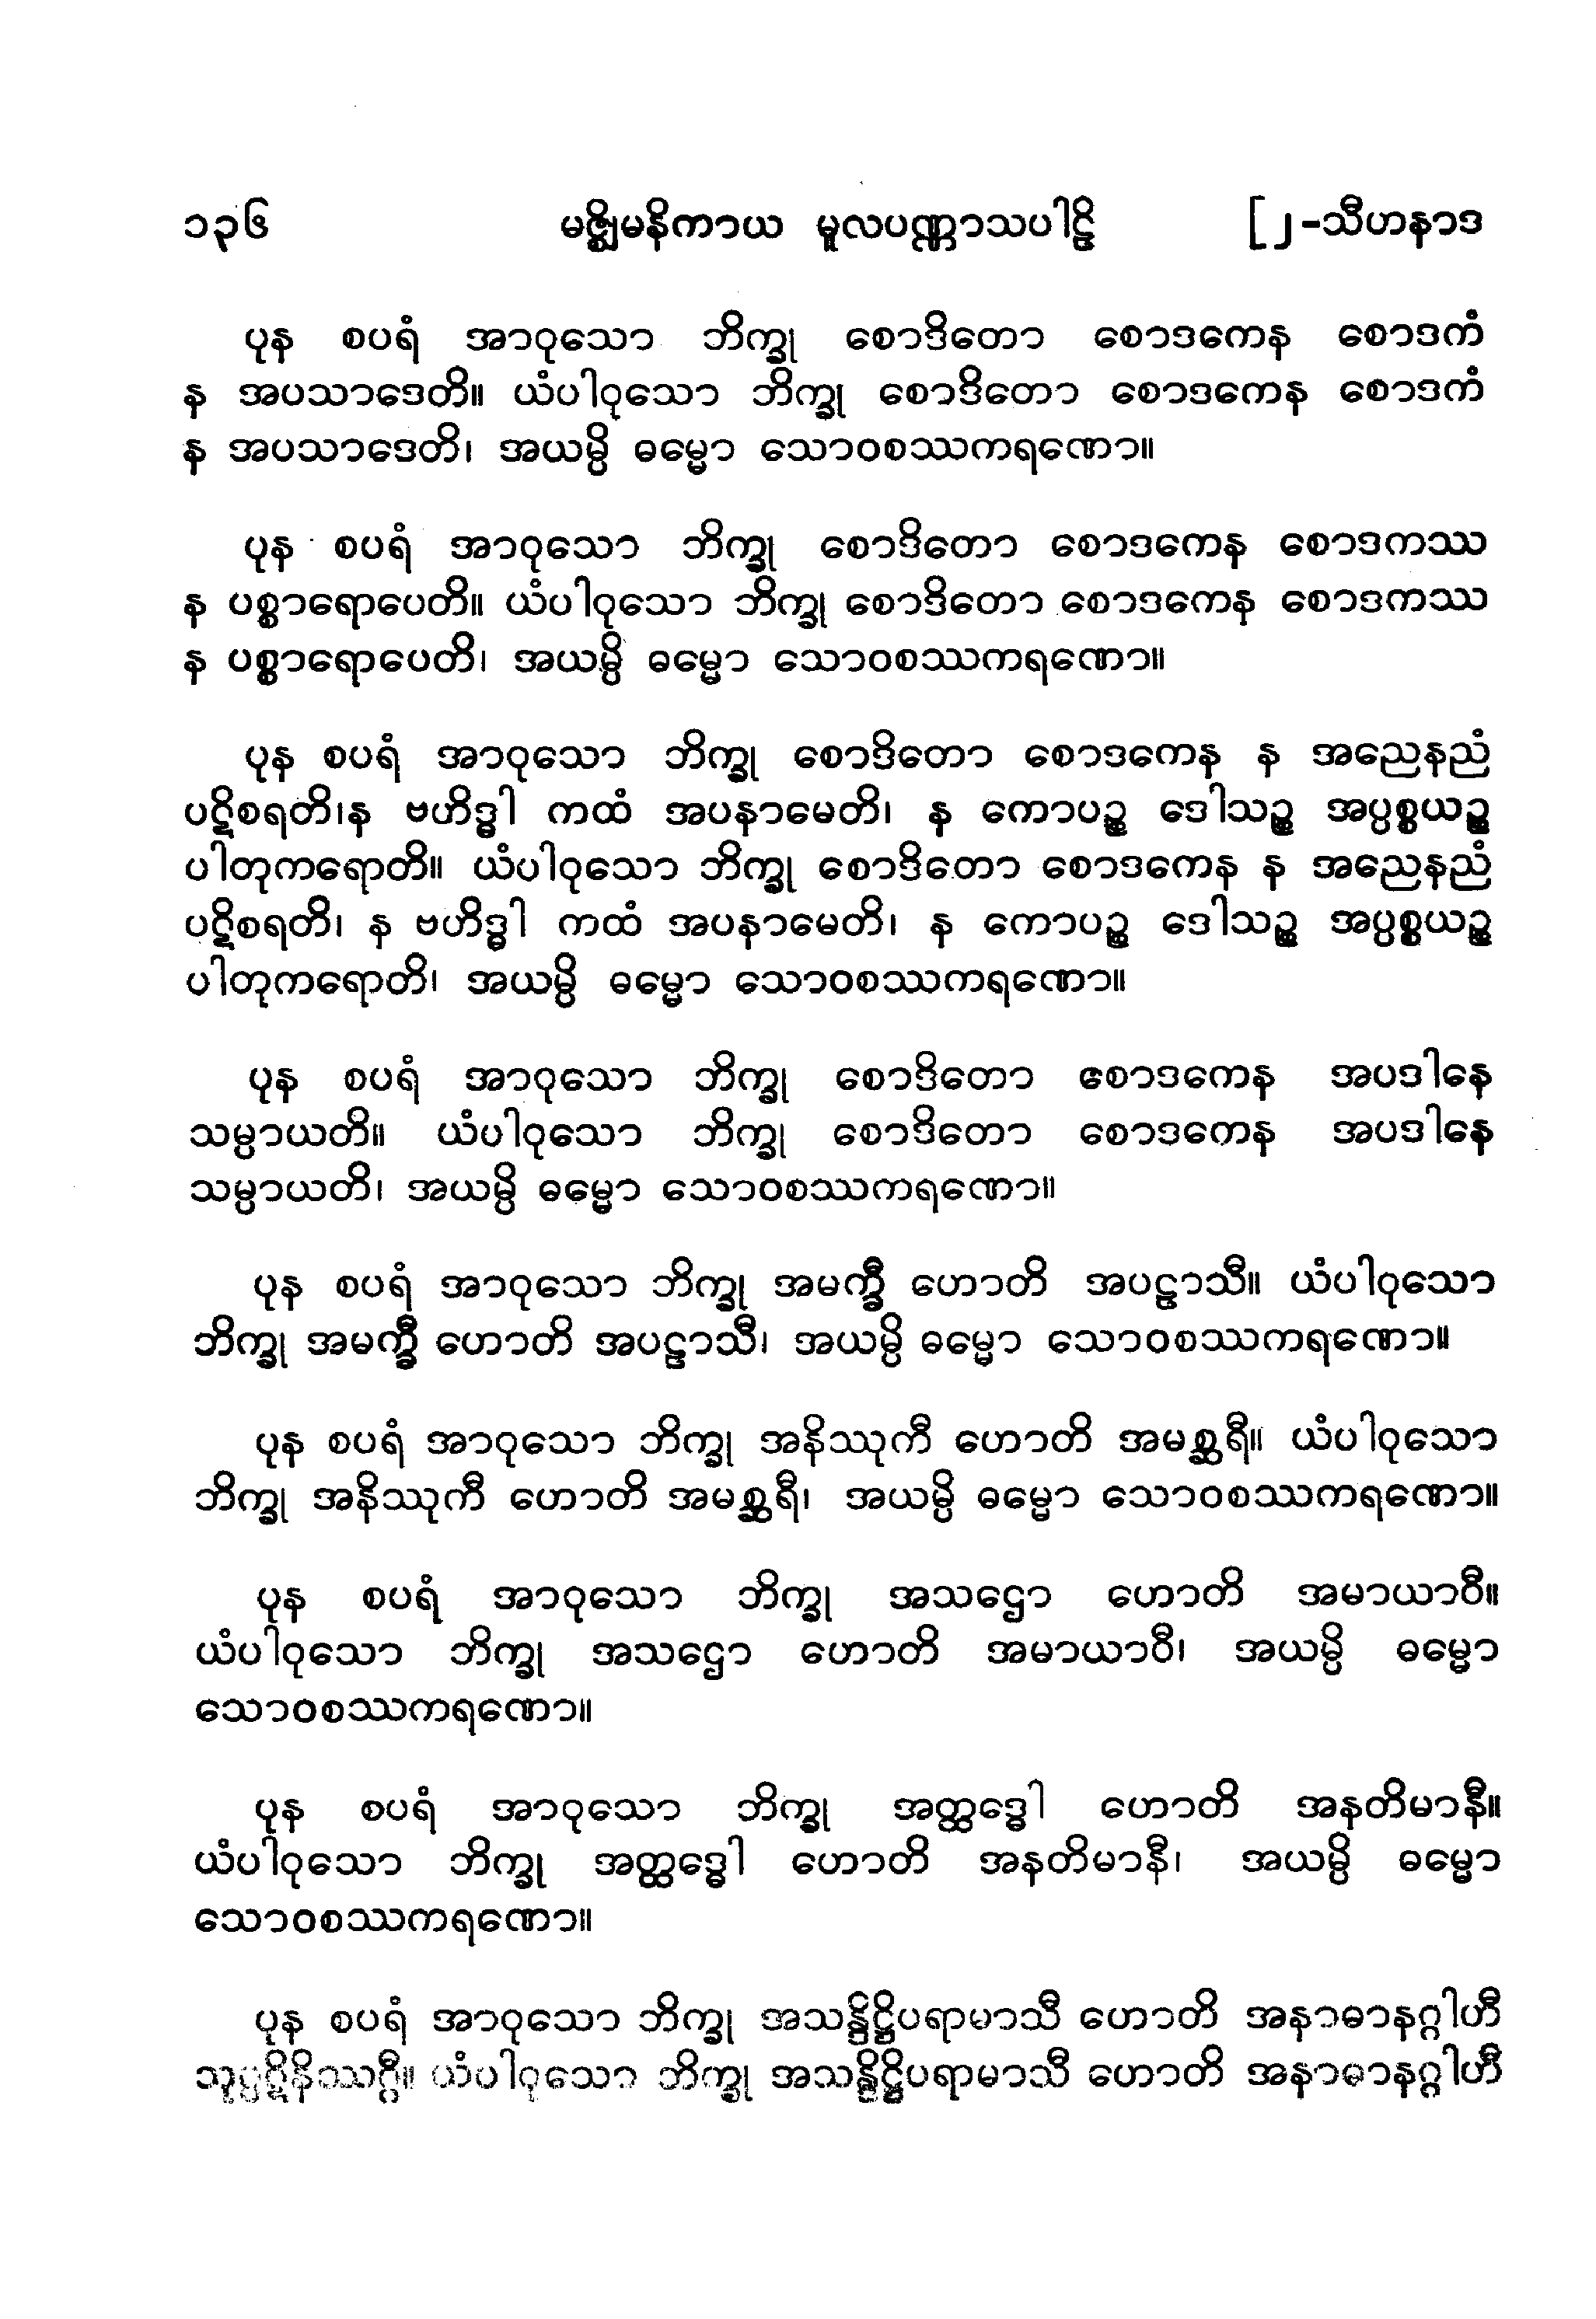 ၁၃၆ မဇ္ဈိမနိကာယ မူလပဏ္ဏာသပါဠိ [၂-သီဟနာဒ
ပုန စပရံ အာဝုသော ဘိက္ခု စောဒိတော စောဒကေန စောဒကံ
န အပသာဒေတိ။ ယံပါဝုသော ဘိက္ခု စောဒိတော စောဒကေန စောဒကံ
န အပသာဒေတိ၊ အယမ္ပိ ဓမ္မော သောဝစဿကရဏော။
ပုန စပရံ အာဝုသော ဘိက္ခု စောဒိတော စောဒကေန စောဒကဿ
န ပစ္စာရောပေတိ။ ယံပါဝုသော ဘိက္ခု စောဒိတော စောဒကေန စောဒကဿ
န ပစ္စာရောပေတိ၊ အယမ္ပိ ဓမ္မော သောဝစဿကရဏော။
ပုန စပရံ အာဝုသော ဘိက္ခု စောဒိတော စောဒကေန န အညေနညံ
ပဋိစရတိ၊န ဗဟိဒ္ဓါ ကထံ အပနာမေတိ၊ န ကောပဉ္စ ဒေါသဉ္စ အပ္ပစ္စယဉ္စ
ပါတုကရောတိ။ ယံပါဝုသော ဘိက္ခု စောဒိတော စောဒကေန န အညေနညံ
ပဋိစရတိ၊ န ဗဟိဒ္ဓါ ကထံ အပနာမေတိ၊ န ကောပဉ္စ ဒေါသဉ္စ အပ္ပစ္စယဉ္စ
ပါတုကရောတိ၊ အယမ္ပိ ဓမ္မော သောဝစဿကရဏော။
ပုန စပရံ အာဝုသော ဘိက္ခု စောဒိတော စောဒကေန အပဒါနေ
သမ္ပာယတိ။ ယံပါဝုသော ဘိက္ခု စောဒိတော စောဒကေန အပဒါနေ
သမ္ပာယတိ၊ အယမ္ပိ ဓမ္မော သောဝစဿကရဏော။
ပုန စပရံ အာဝုသော ဘိက္ခု အမက္ခီ ဟောတိ အပဠာသီ။ ယံပါဝုသော
ဘိက္ခု အမက္ခီ ဟောတိ အပဠာသီ၊ အယမ္ပိ ဓမ္မော သောဝစဿကရဏော။
ပုန စပရံ အာဝုသော ဘိက္ခု အနိဿုကီ ဟောတိ အမစ္ဆရီ။ ယံပါဝုသော
ဘိက္ခု အနိဿုကီ ဟောတိ အမစ္ဆရီ၊ အယမ္ပိ ဓမ္မော သောဝစဿကရဏော။
ပုန စပရံ အာဝုသော ဘိက္ခု အသဌော ဟောတိ အမာယာဝီ။
ယံပါဝုသော ဘိက္ခု အသဌော ဟောတိ အမာယာဝီ၊ အယမ္ပိ ဓမ္မော
သောဝစဿကရဏော။
ပုန စပရံ အာဝုသော ဘိက္ခု အတ္ထဒ္ဓေါ ဟောတိ အနတိမာနီ။
ယံပါဝုသော ဘိက္ခု အတ္ထဒ္ဓေါ ဟောတိ အနတိမာနီ၊ အယမ္ပိ ဓမ္မော
သောဝစဿကရဏော။
ပုန စပရံ အာဝုသော ဘိက္ခု အသန္ဒိဋ္ဌိပရာမာသီ ဟောတိ အနာဓာနဂ္ဂါဟီ
သုပ္ပဋိနိဿဂ္ဂီ။ ယံပါဝုသော ဘိက္ခု အသန္ဒိဋ္ဌိပရာမာသီ ဟောတိ အနာဓာနဂ္ဂါဟီ